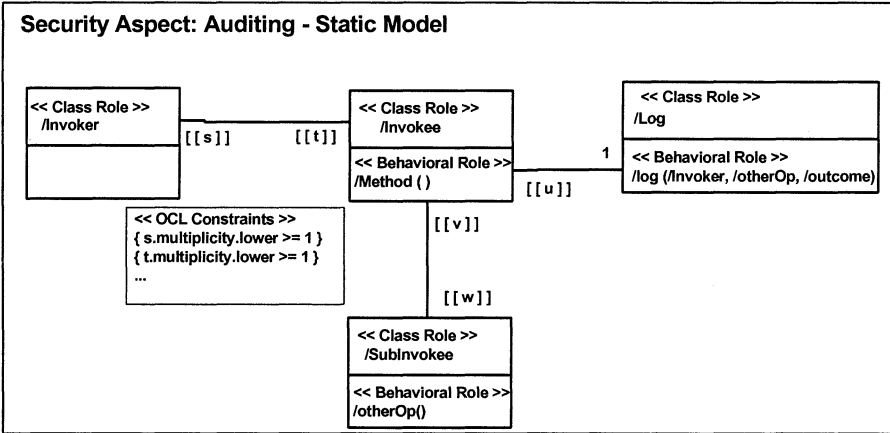 Security Aspect: Auditing - Static Model
<< Class Role >>
/Invoker
[[s]]
[[t]]
<< Class Role >>
/Invokee
<< Behavioral Role >>
/Method ( )
1
[[u]]
<< Class Role >>
/Log
<< Behavioral Role >>
/log (/Invoker, /otherOp, /outcome)
<< OCL Constraints >>
{ s.multiplicity.lower >= 1 }
{ t.multiplicity.lower >= 1 }
...
[[v]]
[[w]]
<< Class Role >>
/SubInvokee
<< Behavioral Role >>
/otherOp()